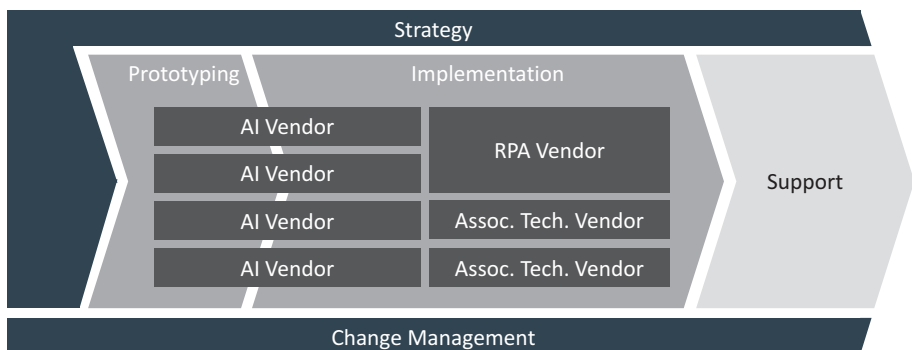 Strategy
Prototyping
Implementation
AI Vendor
RPA Vendor
AI Vendor
Support
AI Vendor
Assoc. Tech. Vendor
AI Vendor
Assoc. Tech. Vendor
Change Management